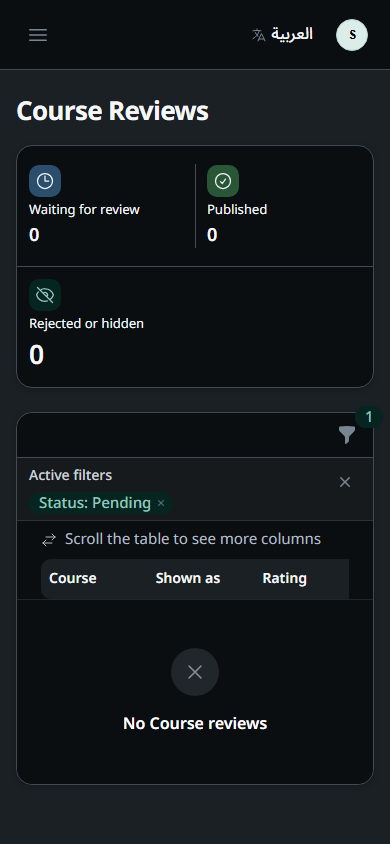 العربية
S
Course Reviews
Waiting for review
0
Published
0
Rejected or hidden
0
1
Active filters
Status: Pending ×
Scroll the table to see more columns
Course Shown as Rating
No Course reviews